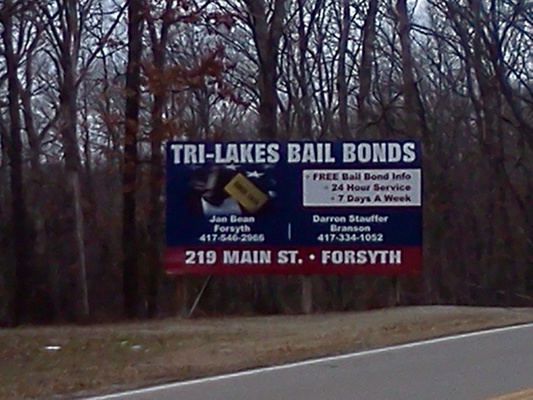 TRI-LAKES BAIL BONDS
• FREE Bail Bond Info
• 24 Hour Service
• 7 Days A Week
Jan Bean
Forsyth
417-546-2966
Darren Stauffer
Branson
417-334-1052
219 MAIN ST. • FORSYTH